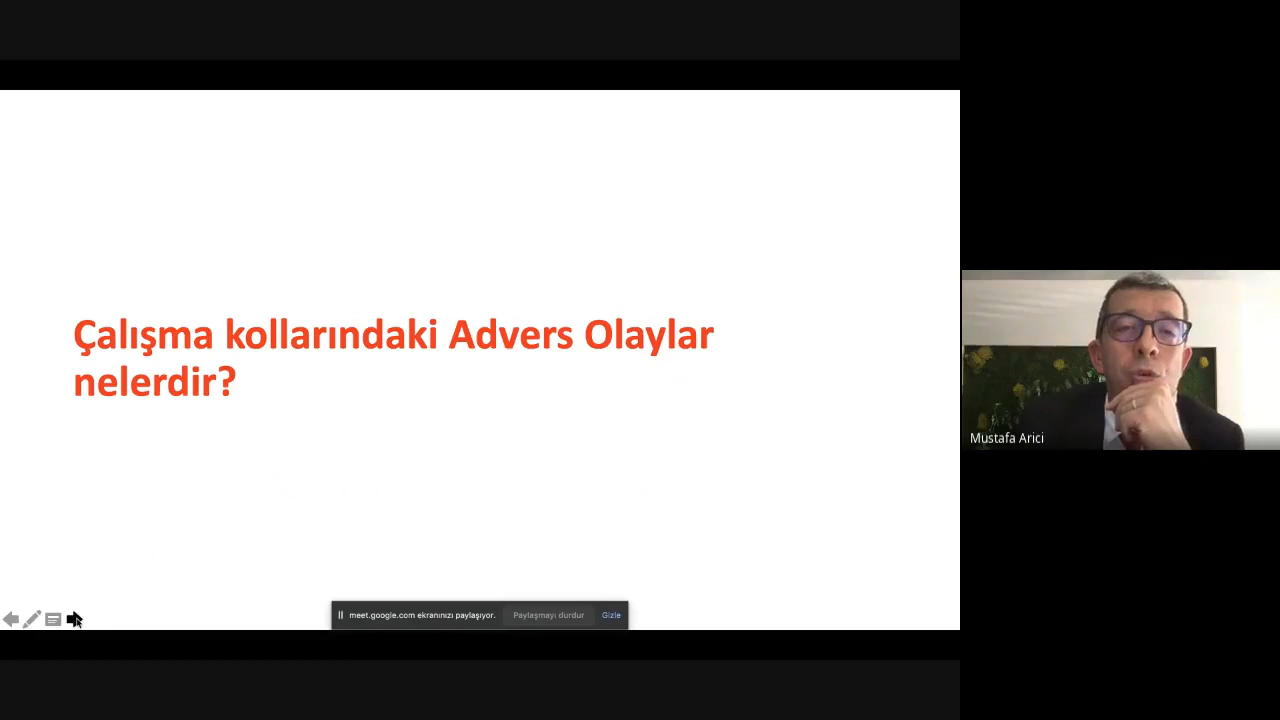 Çalışma kollarındaki Advers Olaylar
nelerdir?
Mustafa Arici
meet.google.com ekranınızı paylaşıyor.
Paylaşmayı durdur
Gizle